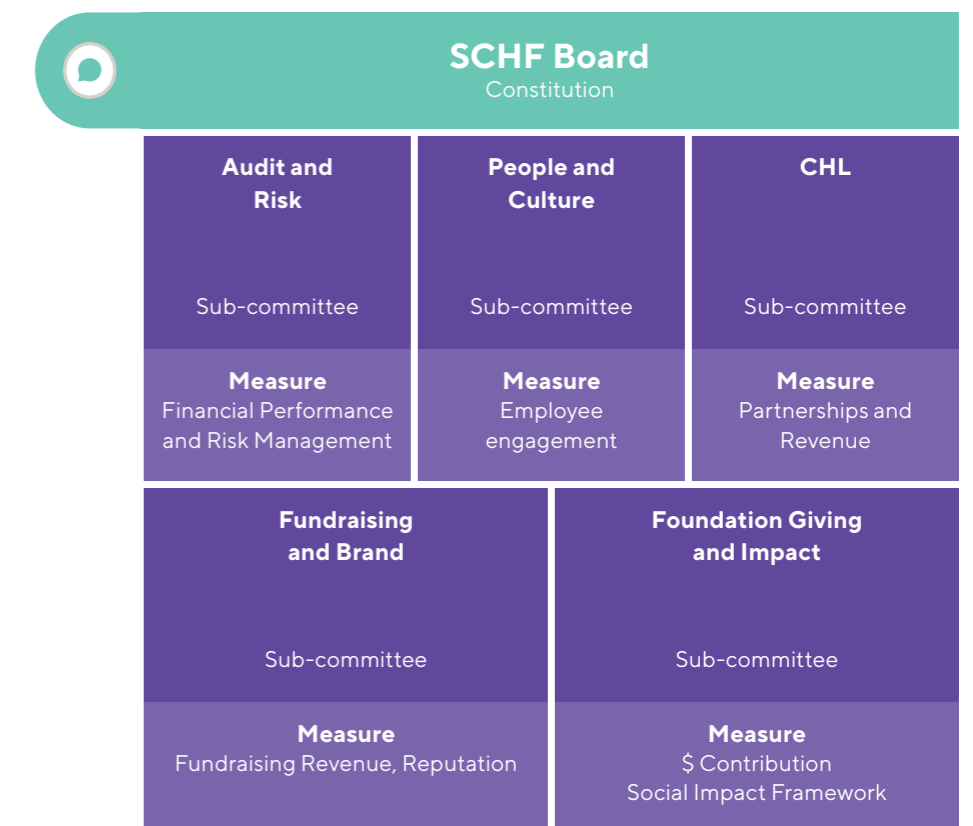 SCHF Board
Constitution
Audit and
Risk
Sub-committee
Measure
Financial Performance
and Risk Management
People and
Culture
Sub-committee
Measure
Employee
engagement
CHL
Sub-committee
Measure
Partnerships and
Revenue
Fundraising
and Brand
Sub-committee
Measure
Fundraising Revenue, Reputation
Foundation Giving
and Impact
Sub-committee
Measure
$ Contribution
Social Impact Framework